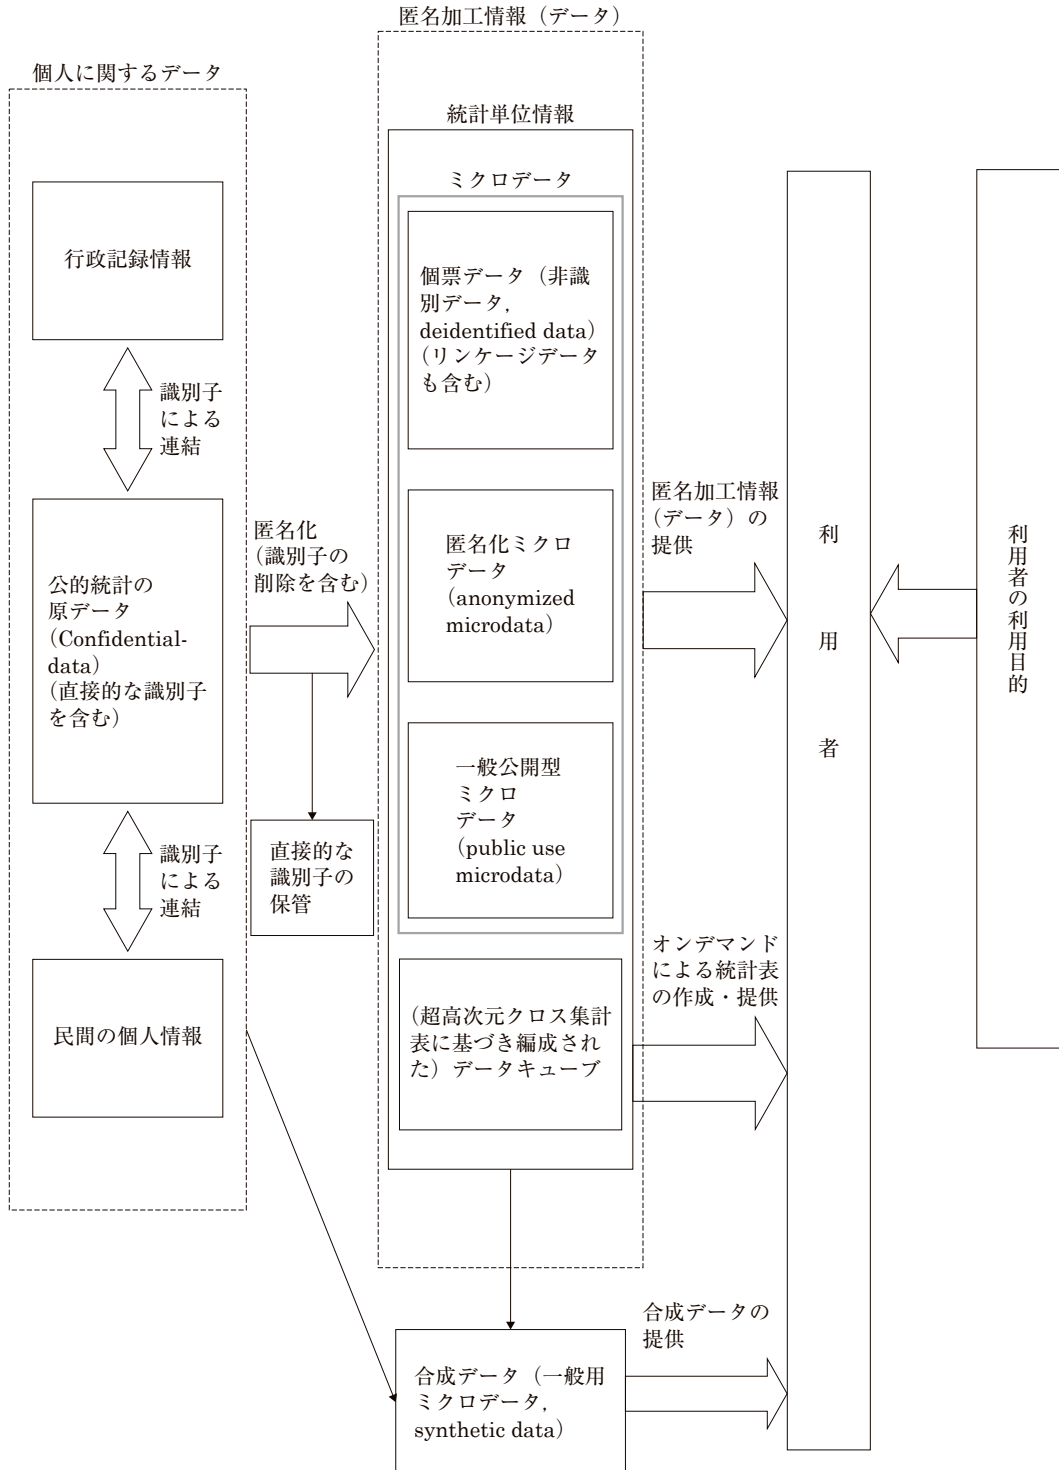 匿名加工情報（データ）
個人に関するデータ
統計単位情報
ミクロデータ
行政記録情報
個票データ（非識
別データ,
deidentified data）
（リンケージデータ
も含む）
識別子
による
連結
匿名加工情報
（データ）の
提供
匿名化
（識別子の
削除を含む）
公的統計の
原データ
（Confidential-
data）
（直接的な識別子
を含む）
匿名化ミクロ
データ
（anonymized
microdata）
利用者
利用者の利用目的
一般公開型
ミクロ
データ
（public use
microdata）
識別子
による
連結
直接的な
識別子の
保管
オンデマンド
による統計表
の作成・提供
民間の個人情報
（超高次元クロス集計
表に基づき編成され
た）データキューブ
合成データの
提供
合成データ（一般用
ミクロデータ,
synthetic data）